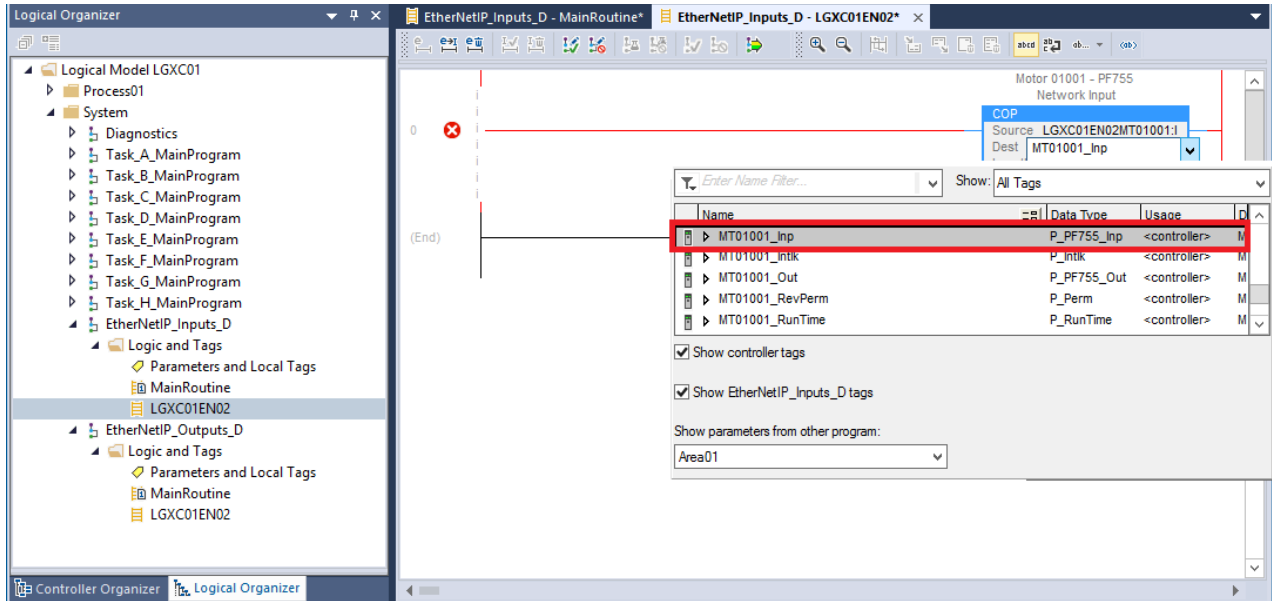 Logical Organizer
Logical Model LGXC01
Process01
System
Diagnostics
Task_A_MainProgram
Task_B_MainProgram
Task_C_MainProgram
Task_D_MainProgram
Task_E_MainProgram
Task_F_MainProgram
Task_G_MainProgram
Task_H_MainProgram
EtherNetIP_Inputs_D
Logic and Tags
Parameters and Local Tags
MainRoutine
LGXC01EN02
EtherNetIP_Outputs_D
Logic and Tags
Parameters and Local Tags
MainRoutine
LGXC01EN02
Controller Organizer Logical Organizer
EtherNetIP_Inputs_D - MainRoutine* EtherNetIP_Inputs_D - LGXC01EN02*
abcd ab... <ab>
Motor 01001 - PF755
Network Input
COP
0 Source LGXC01EN02MT01001:I
Dest MT01001_Inp
Enter Name Filter... Show: All Tags
Name Data Type Usage D
MT01001_Inp P_PF755_Inp <controller> M
MT01001_Intlk P_Intlk <controller> M
MT01001_Out P_PF755_Out <controller> M
MT01001_RevPerm P_Perm <controller> M
MT01001_RunTime P_RunTime <controller> M
(End)
Show controller tags
Show EtherNetIP_Inputs_D tags
Show parameters from other program:
Area01